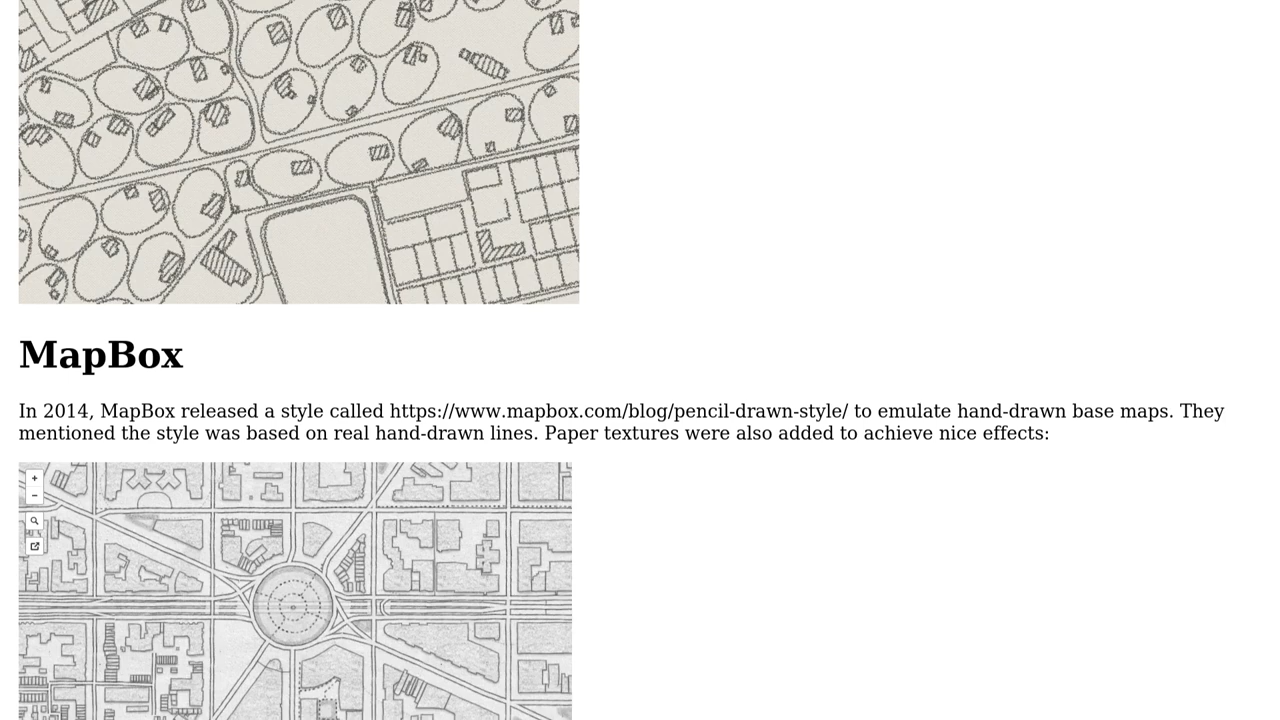 MapBox
In 2014, MapBox released a style called https://www.mapbox.com/blog/pencil-drawn-style/ to emulate hand-drawn base maps. They
mentioned the style was based on real hand-drawn lines. Paper textures were also added to achieve nice effects:
+
−